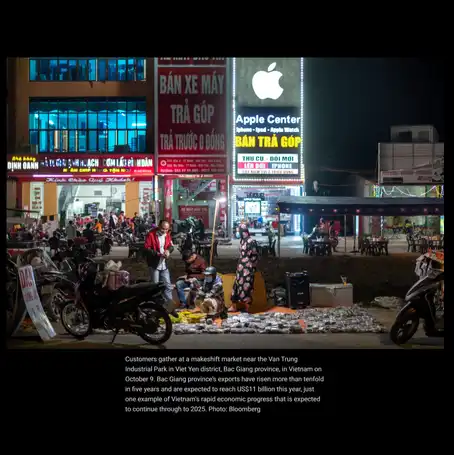 BÁN XE MÁY
TRẢ GÓP
TRẢ TRƯỚC 0 ĐỒNG
Apple Center
Iphone - Ipad - Apple Watch
BÁN TRẢ GÓP
THU CŨ - ĐỔI MỚI
ĐỊNH OANH
Customers gather at a makeshift market near the Van Trung
Industrial Park in Viet Yen district, Bac Giang province, in Vietnam on
October 9. Bac Giang province's exports have risen more than tenfold
in five years and are expected to reach US$11 billion this year, just
one example of Vietnam's rapid economic progress that is expected
to continue through to 2025. Photo: Bloomberg